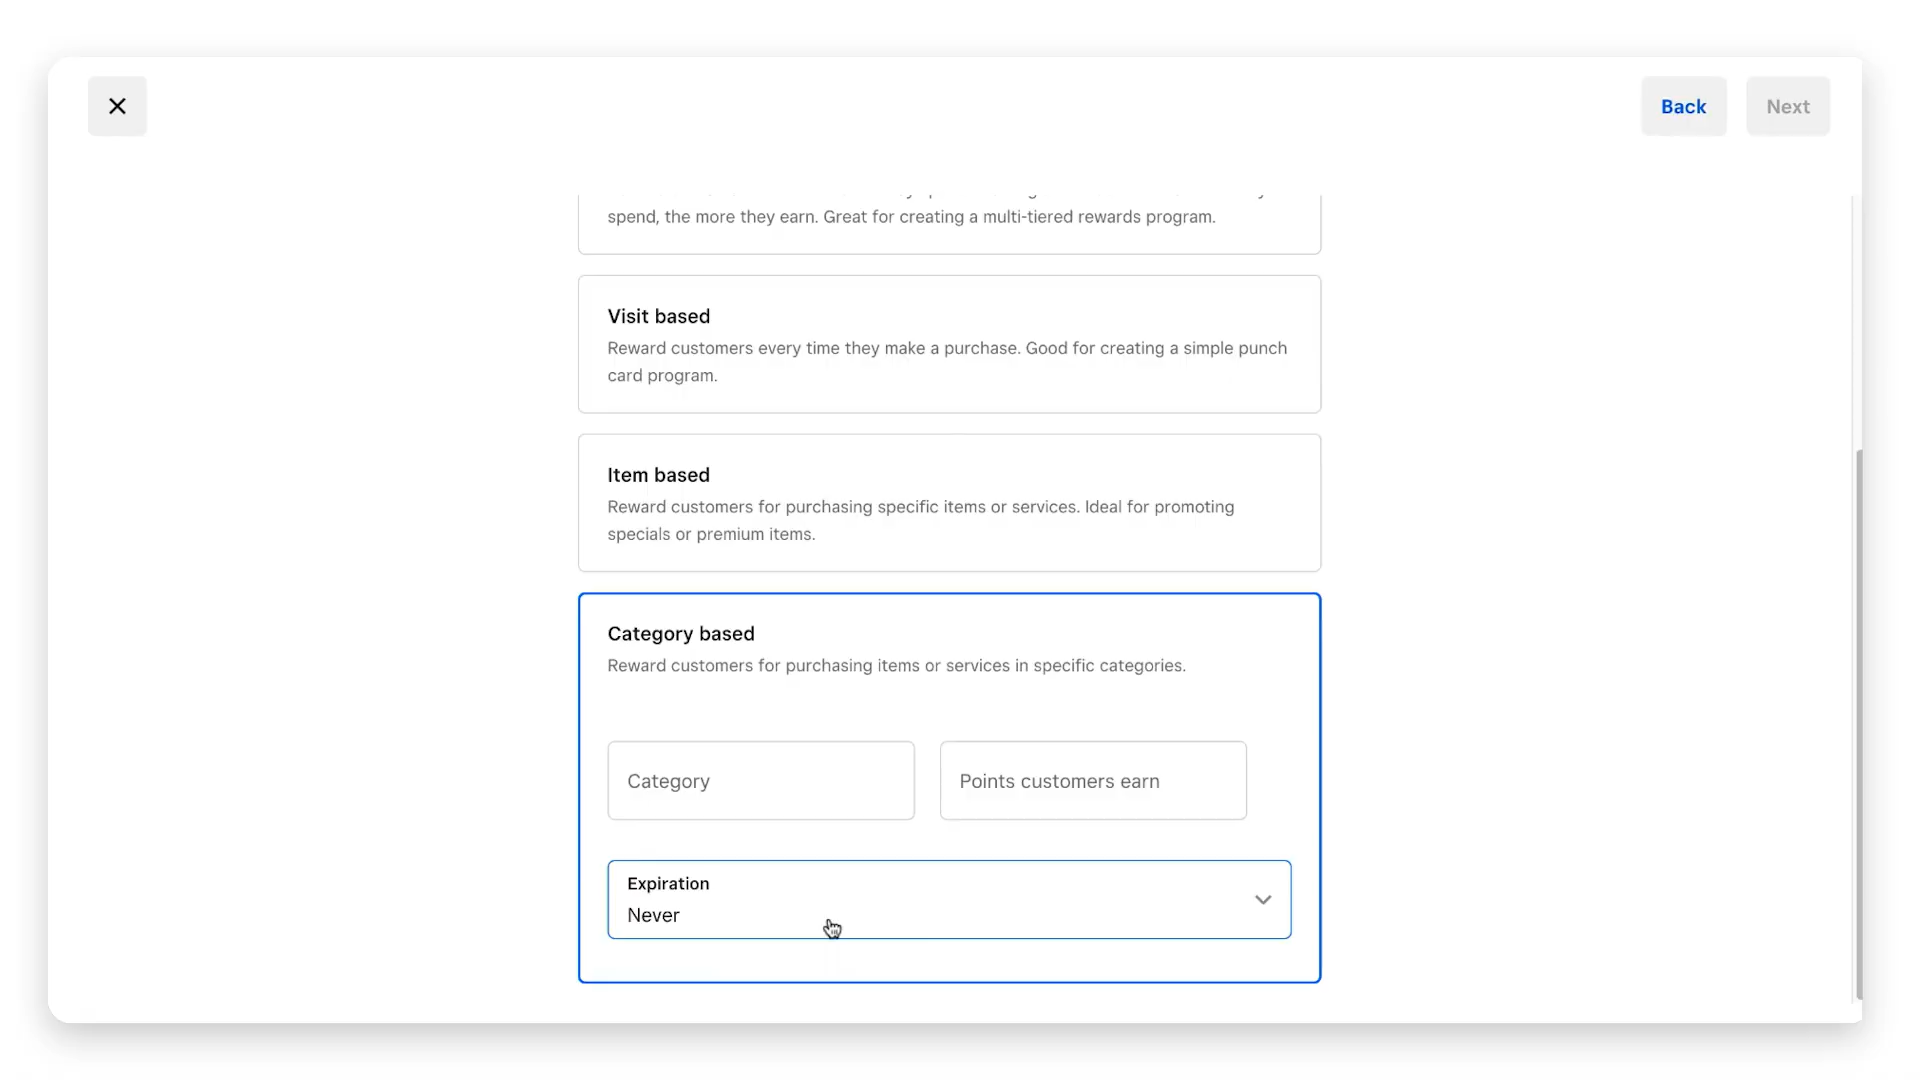 Back
Next
spend, the more they earn. Great for creating a multi-tiered rewards program.
Visit based
Reward customers every time they make a purchase. Good for creating a simple punch
card program.
Item based
Reward customers for purchasing specific items or services. Ideal for promoting
specials or premium items.
Category based
Reward customers for purchasing items or services in specific categories.
Category
Points customers earn
Expiration
Never